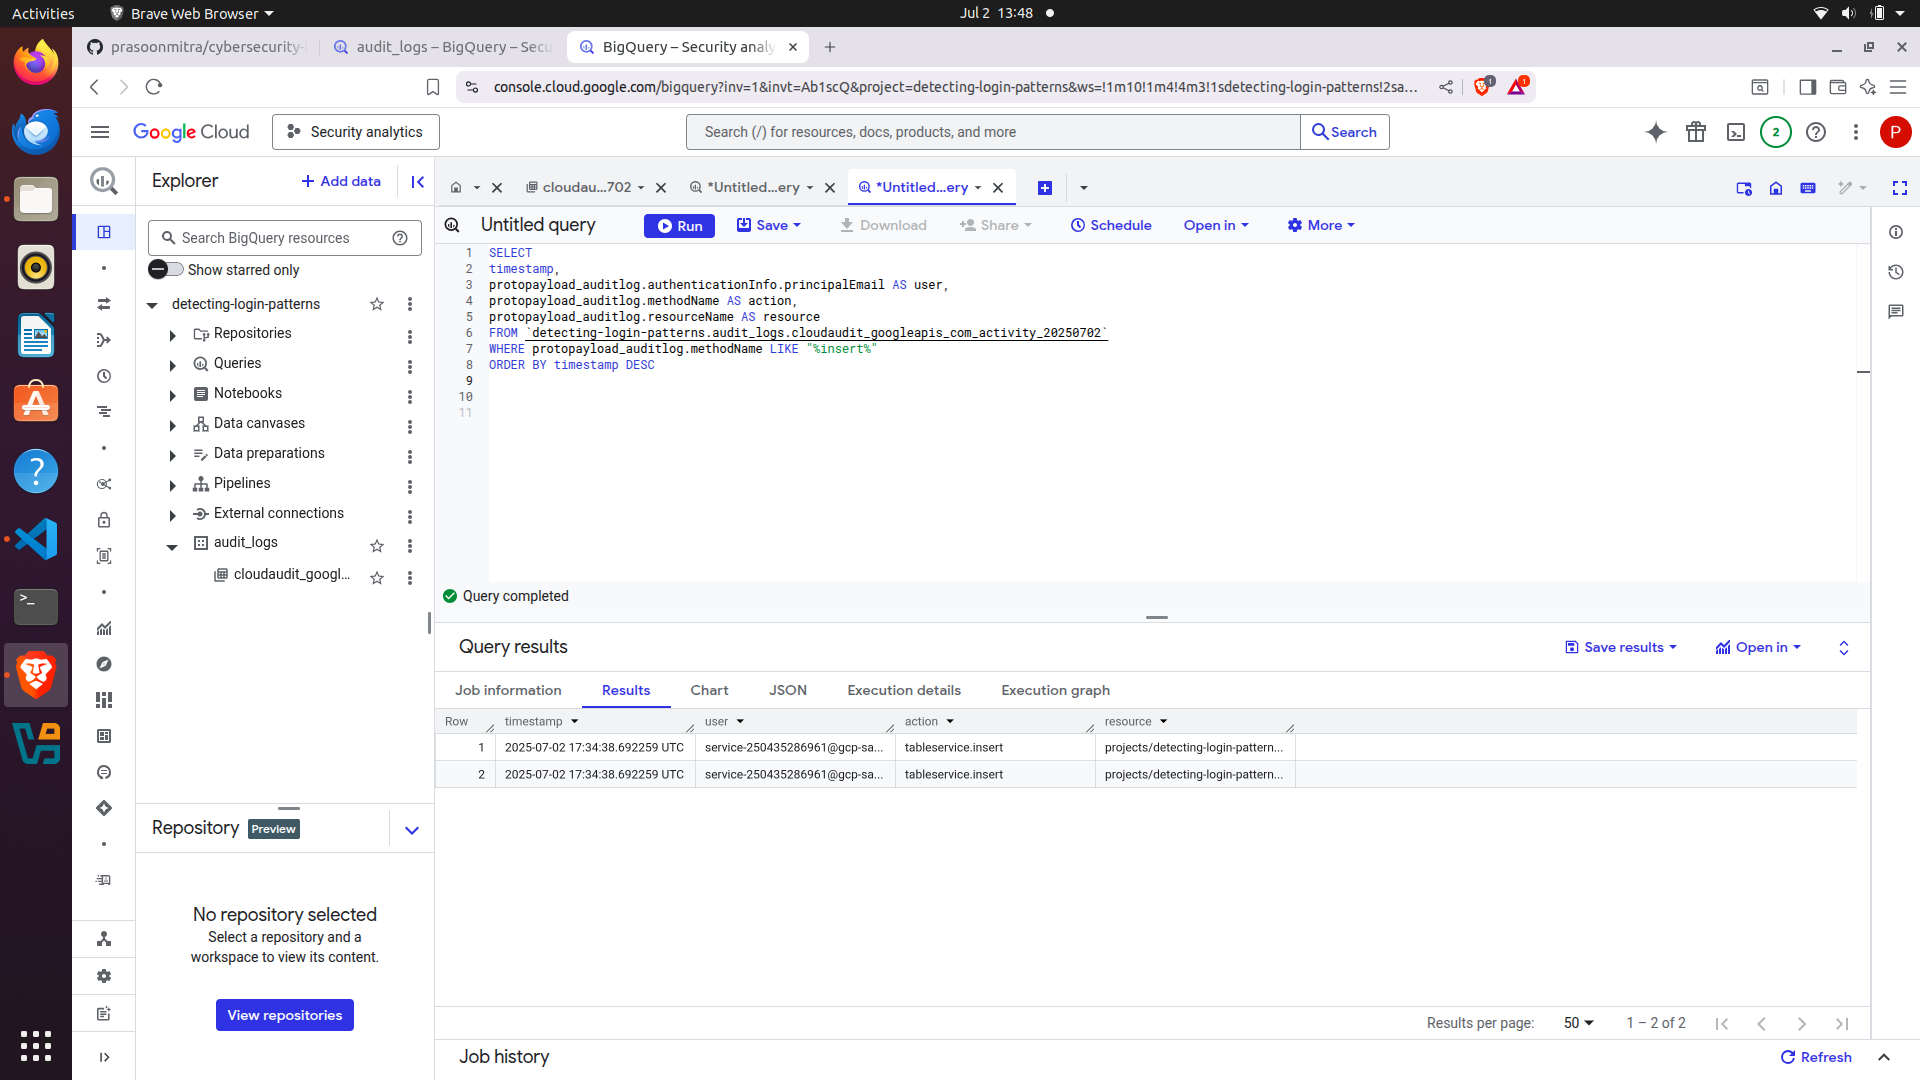 Activities
Brave Web Browser
Jul 2 13:48
prasoonmitra/cybersecurity-
audit_logs – BigQuery – Secu
BigQuery – Security analy
console.cloud.google.com/bigquery?inv=1&invt=Ab1scQ&project=detecting-login-patterns&ws=!1m10!1m4!4m3!1sdetecting-login-patterns!2sa...
1
1
Google Cloud
Security analytics
Search (/) for resources, docs, products, and more
Search
2
P
Explorer
Add data
cloudau...702
*Untitled...ery
*Untitled...ery
Search BigQuery resources
Show starred only
detecting-login-patterns
Repositories
Queries
Notebooks
Data canvases
Data preparations
Pipelines
External connections
audit_logs
cloudaudit_googl...
Repository
Preview
No repository selected
Select a repository and a
workspace to view its content.
View repositories
Untitled query
Run
Save
Download
Share
Schedule
Open in
More
1 SELECT
2 timestamp,
3 protopayload_auditlog.authenticationInfo.principalEmail AS user,
4 protopayload_auditlog.methodName AS action,
5 protopayload_auditlog.resourceName AS resource
6 FROM `detecting-login-patterns.audit_logs.cloudaudit_googleapis_com_activity_20250702`
7 WHERE protopayload_auditlog.methodName LIKE "%insert%"
8 ORDER BY timestamp DESC
9
10
11
Query completed
Query results
Save results
Open in
Job information
Results
Chart
JSON
Execution details
Execution graph
Row timestamp user action resource
1 2025-07-02 17:34:38.692259 UTC service-250435286961@gcp-sa... tableservice.insert projects/detecting-login-pattern...
2 2025-07-02 17:34:38.692259 UTC service-250435286961@gcp-sa... tableservice.insert projects/detecting-login-pattern...
Results per page: 50 1 – 2 of 2
Job history
Refresh